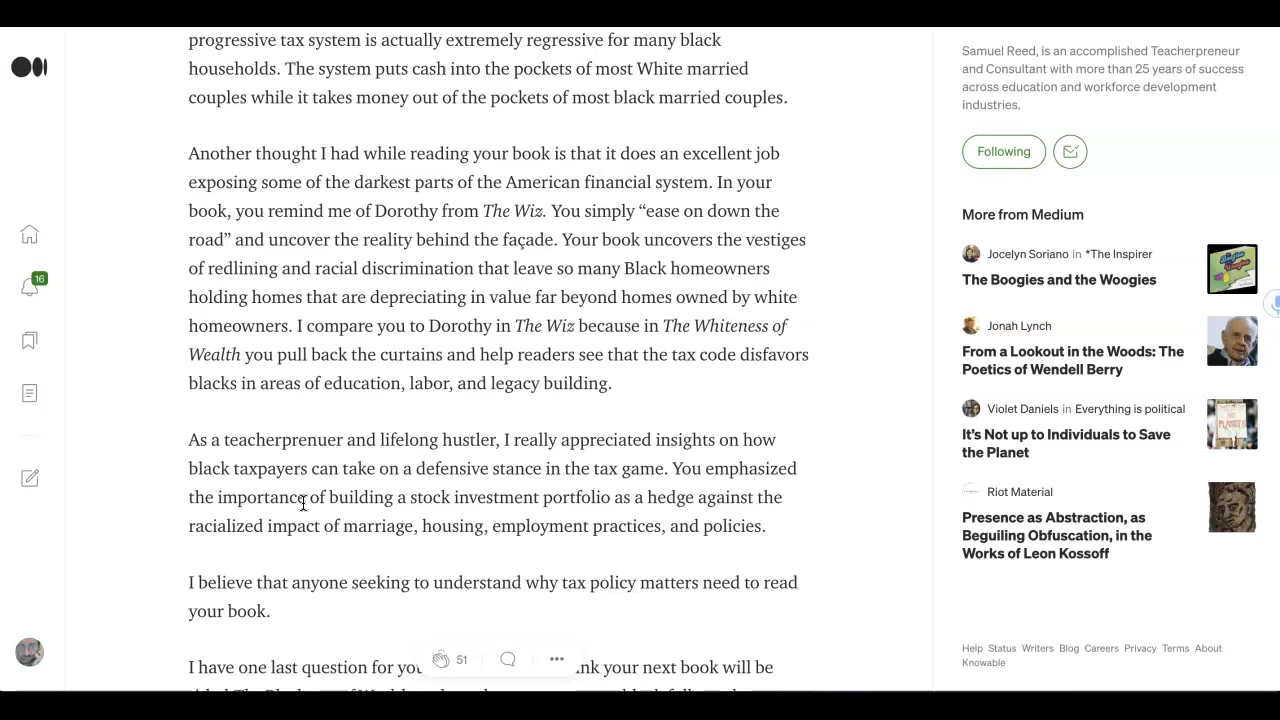 progressive tax system is actually extremely regressive for many black
households. The system puts cash into the pockets of most White married
couples while it takes money out of the pockets of most black married couples.
Another thought I had while reading your book is that it does an excellent job
exposing some of the darkest parts of the American financial system. In your
book, you remind me of Dorothy from The Wiz. You simply “ease on down the
road” and uncover the reality behind the façade. Your book uncovers the vestiges
of redlining and racial discrimination that leave so many Black homeowners
holding homes that are depreciating in value far beyond homes owned by white
homeowners. I compare you to Dorothy in The Wiz because in The Whiteness of
Wealth you pull back the curtains and help readers see that the tax code disfavors
blacks in areas of education, labor, and legacy building.
As a teacherprenuer and lifelong hustler, I really appreciated insights on how
black taxpayers can take on a defensive stance in the tax game. You emphasized
the importance of building a stock investment portfolio as a hedge against the
racialized impact of marriage, housing, employment practices, and policies.
I believe that anyone seeking to understand why tax policy matters need to read
your book.
I have one last question for you your next book will be
51
16
Samuel Reed, is an accomplished Teacherpreneur
and Consultant with more than 25 years of success
across education and workforce development
industries.
Following
More from Medium
Jocelyn Soriano in *The Inspirer
The Boogies and the Woogies
Jonah Lynch
From a Lookout in the Woods: The
Poetics of Wendell Berry
Violet Daniels in Everything is political
It’s Not up to Individuals to Save
the Planet
Riot Material
Presence as Abstraction, as
Beguiling Obfuscation, in the
Works of Leon Kossoff
Help Status Writers Blog Careers Privacy Terms About
Knowable